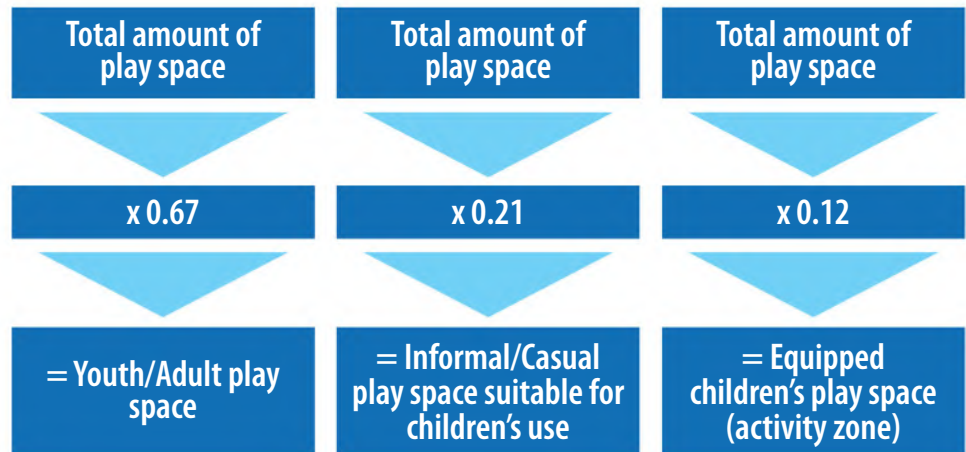 Total amount of
play space
Total amount of
play space
Total amount of
play space
x 0.67
x 0.21
x 0.12
= Youth/Adult play
space
= Informal/Casual
play space suitable for
children’s use
= Equipped
children’s play space
(activity zone)